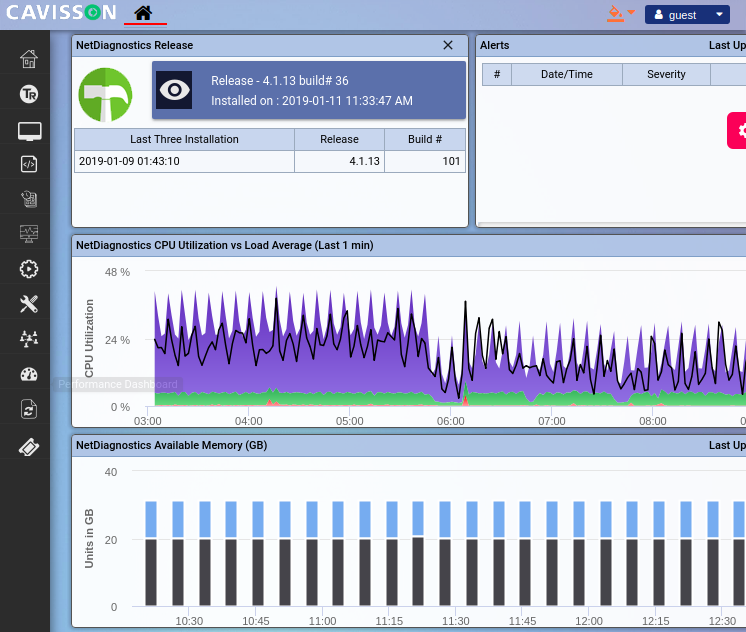 CAVISSON
guest
NetDiagnostics Release
Release - 4.1.13 build# 36
Installed on : 2019-01-11 11:33:47 AM
Last Three Installation Release Build #
2019-01-09 01:43:10 4.1.13 101
Alerts Last Up
# Date/Time Severity
TR
NetDiagnostics CPU Utilization vs Load Average (Last 1 min)
CPU Utilization
48 %
24 %
0 %
Performance Dashboard
03:00 04:00 05:00 06:00 07:00 08:00 0
NetDiagnostics Available Memory (GB) Last Up
Units in GB
40
20
0
10:30 10:45 11:00 11:15 11:30 11:45 12:00 12:15 12:30